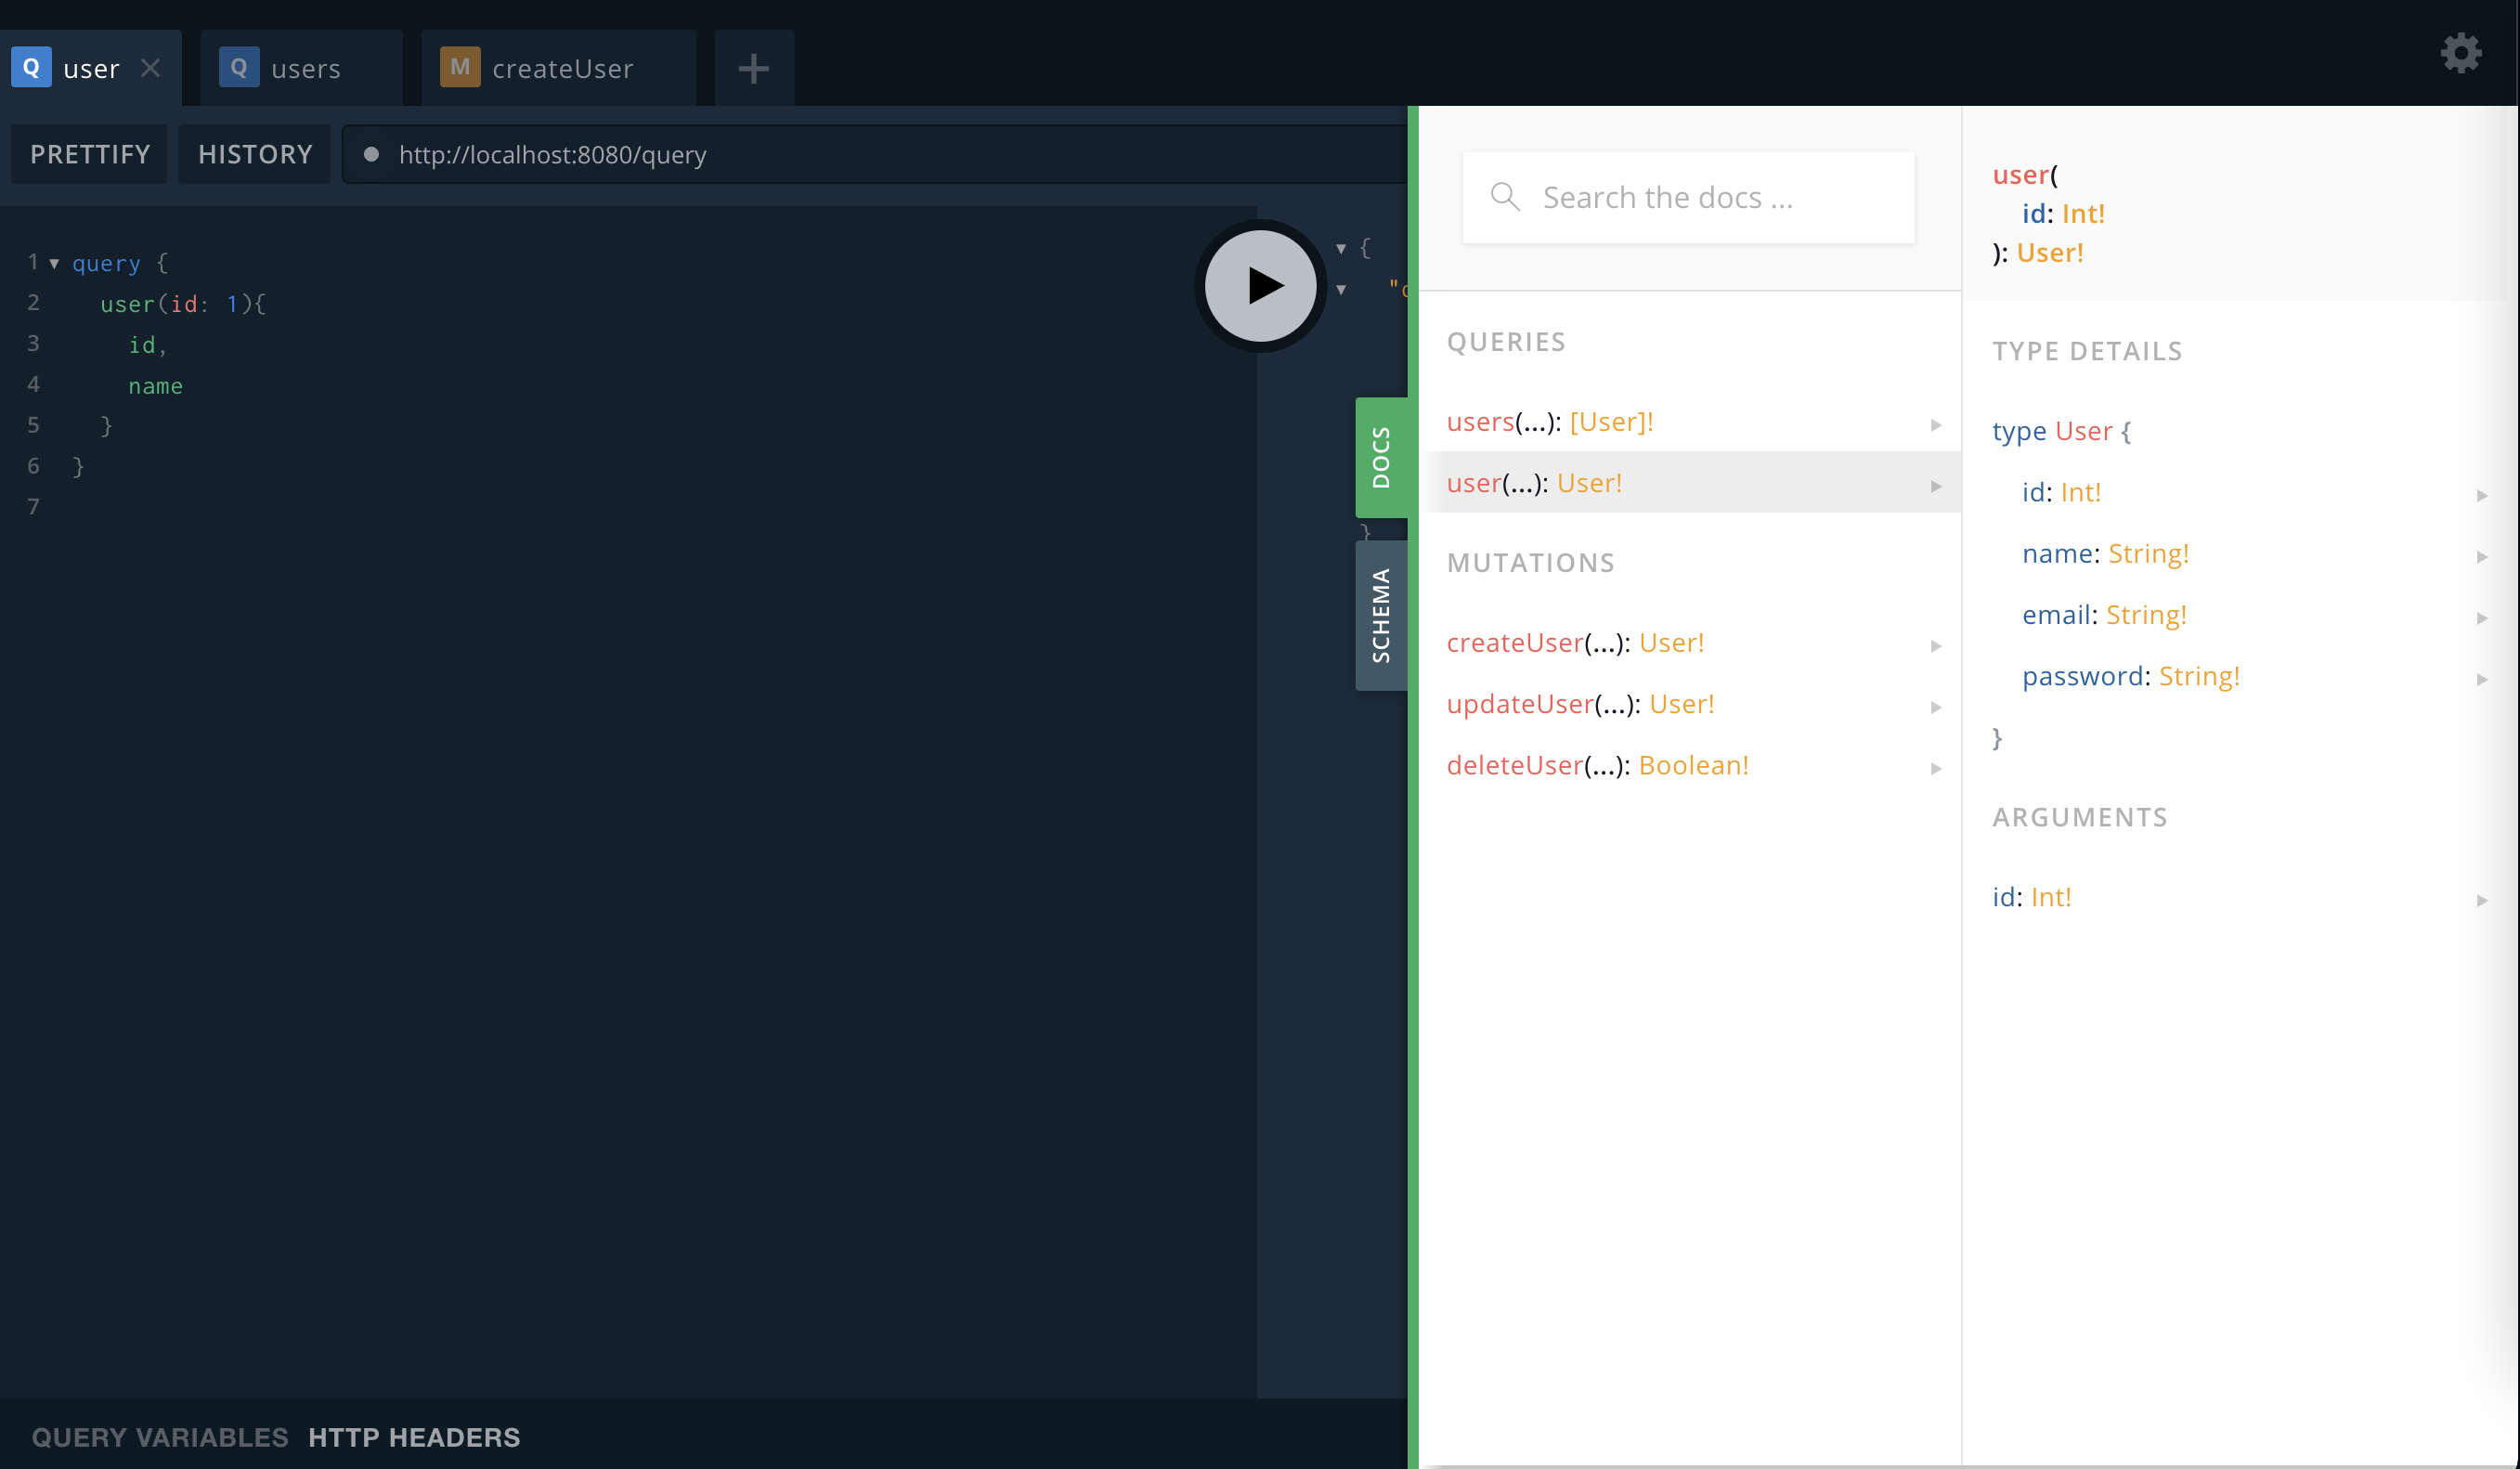 Q user
Q users
M createUser
PRETTIFY
HISTORY
http://localhost:8080/query
1 query {
2 user(id: 1){
3 id,
4 name
5 }
6 }
7
{
}
DOCS
SCHEMA
Search the docs ...
QUERIES
users(...): [User]!
user(...): User!
MUTATIONS
createUser(...): User!
updateUser(...): User!
deleteUser(...): Boolean!
user(
id: Int!
): User!
TYPE DETAILS
type User {
id: Int!
name: String!
email: String!
password: String!
}
ARGUMENTS
id: Int!
QUERY VARIABLES
HTTP HEADERS